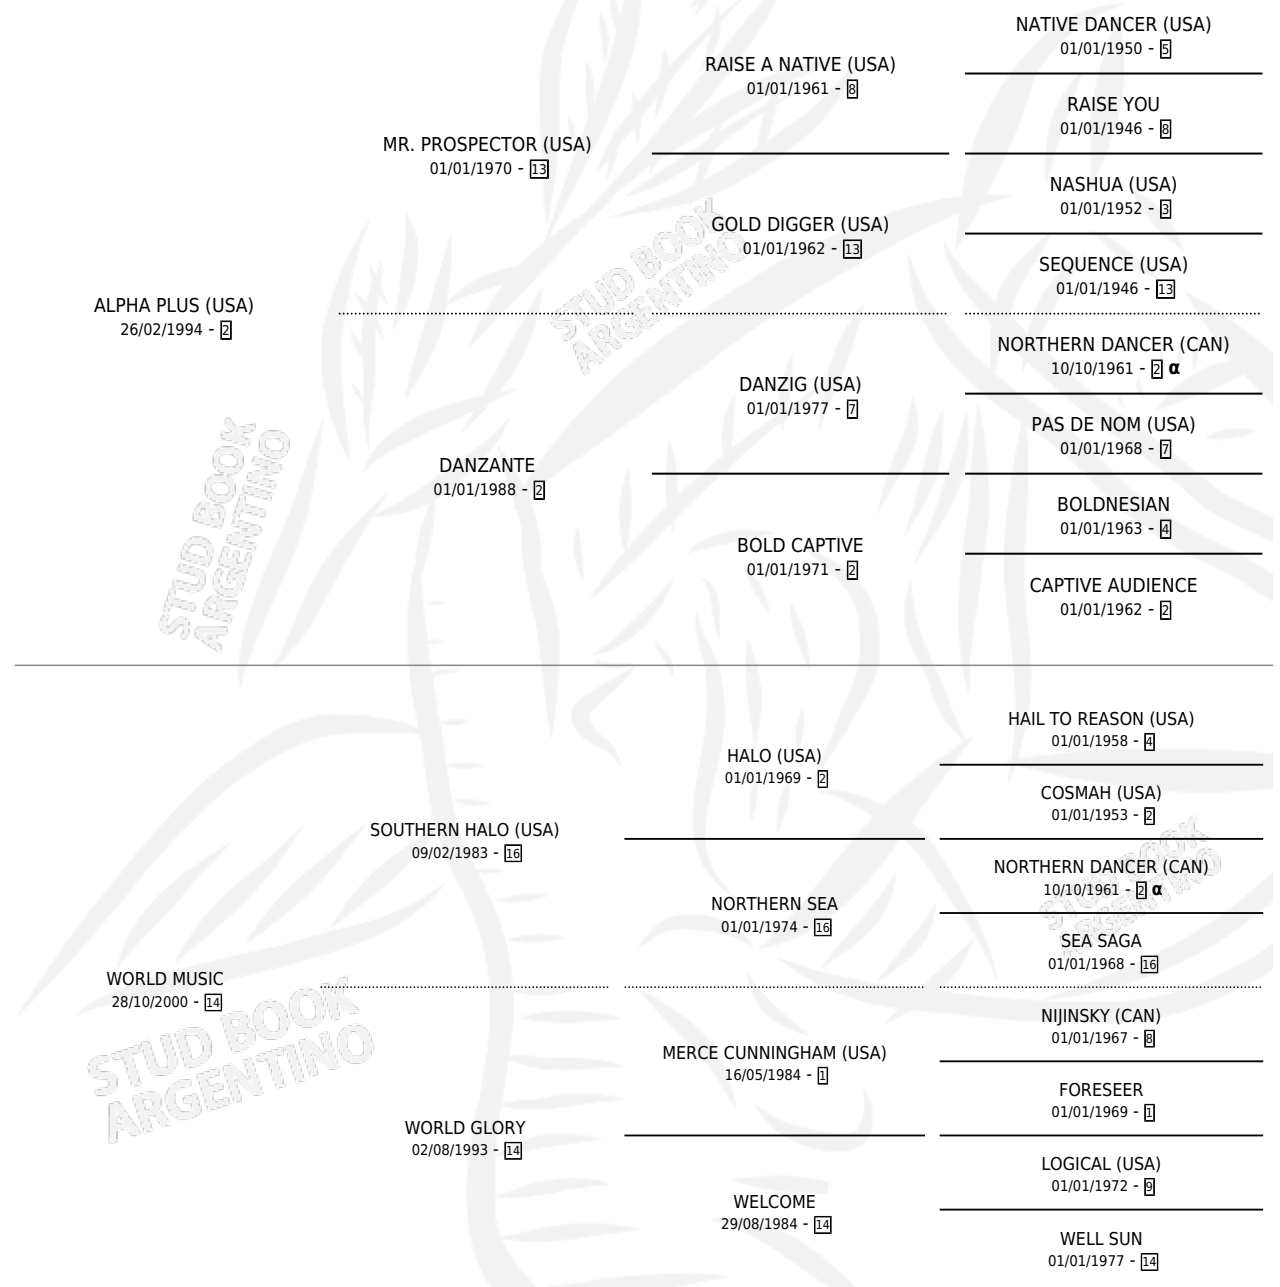 NATIVE DANCER (USA)
01/01/1950 - 5
RAISE A NATIVE (USA)
01/01/1961 - 8
RAISE YOU
01/01/1946 - 8
MR. PROSPECTOR (USA)
01/01/1970 - 13
NASHUA (USA)
01/01/1952 - 3
GOLD DIGGER (USA)
01/01/1962 - 13
SEQUENCE (USA)
01/01/1946 - 13
ALPHA PLUS (USA)
26/02/1994 - 2
NORTHERN DANCER (CAN)
10/10/1961 - 2 α
DANZIG (USA)
01/01/1977 - 7
PAS DE NOM (USA)
01/01/1968 - 7
DANZANTE
01/01/1988 - 2
BOLDNESIAN
01/01/1963 - 4
BOLD CAPTIVE
01/01/1971 - 2
CAPTIVE AUDIENCE
01/01/1962 - 2
HAIL TO REASON (USA)
01/01/1958 - 4
HALO (USA)
01/01/1969 - 2
COSMAH (USA)
01/01/1953 - 2
SOUTHERN HALO (USA)
09/02/1983 - 16
NORTHERN DANCER (CAN)
10/10/1961 - 2 α
NORTHERN SEA
01/01/1974 - 16
SEA SAGA
01/01/1968 - 16
WORLD MUSIC
28/10/2000 - 14
NIJINSKY (CAN)
01/01/1967 - 8
MERCE CUNNINGHAM (USA)
16/05/1984 - 1
FORESEER
01/01/1969 - 1
WORLD GLORY
02/08/1993 - 14
LOGICAL (USA)
01/01/1972 - 9
WELCOME
29/08/1984 - 14
WELL SUN
01/01/1977 - 14
STUD BOOK
ARGENTINO
STUD BOOK
ARGENTINO
STUD BOOK
ARGENTINO
STUD BOOK
ARGENTINO